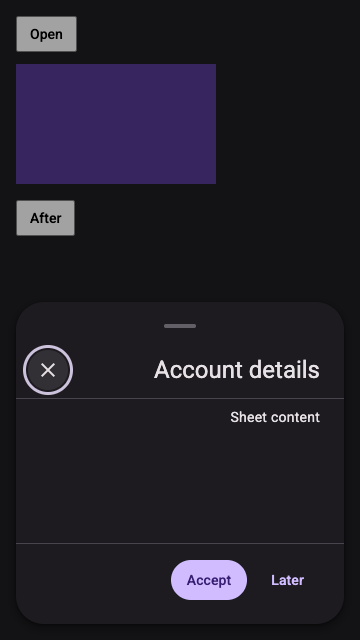 Open
After
Account details
Sheet content
Accept
Later